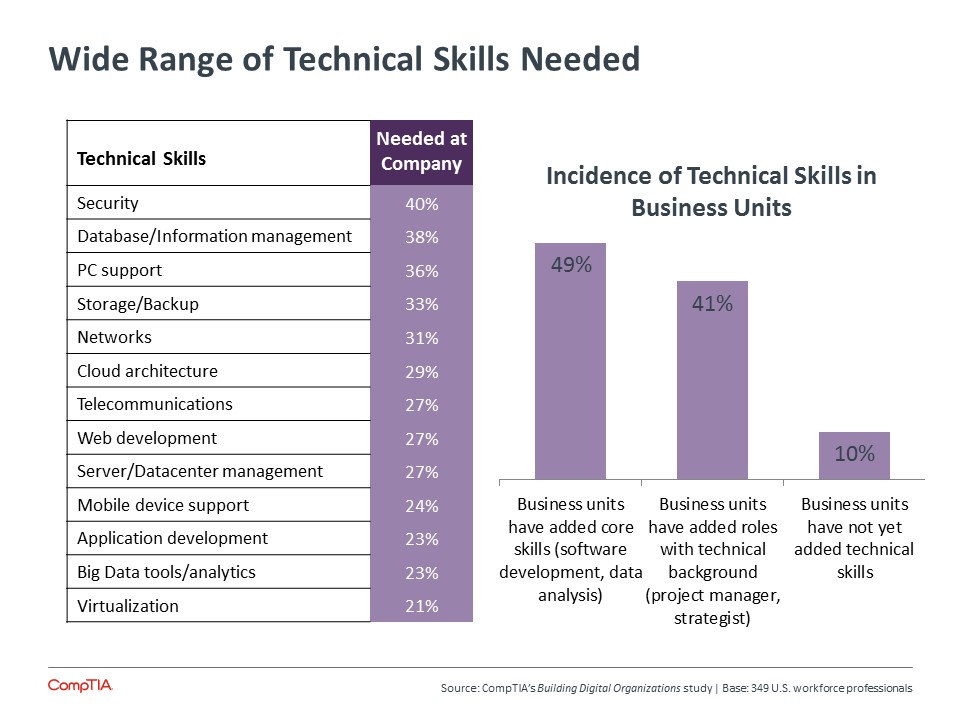 Wide Range of Technical Skills Needed
Technical Skills
Needed at
Company
Security 40%
Database/Information management 38%
PC support 36%
Storage/Backup 33%
Networks 31%
Cloud architecture 29%
Telecommunications 27%
Web development 27%
Server/Datacenter management 27%
Mobile device support 24%
Application development 23%
Big Data tools/analytics 23%
Virtualization 21%
Incidence of Technical Skills in
Business Units
49%
41%
10%
Business units
have added core
skills (software
development, data
analysis)
Business units
have added roles
with technical
background
(project manager,
strategist)
Business units
have not yet
added technical
skills
CompTIA.
Source: CompTIA's Building Digital Organizations study | Base: 349 U.S. workforce professionals